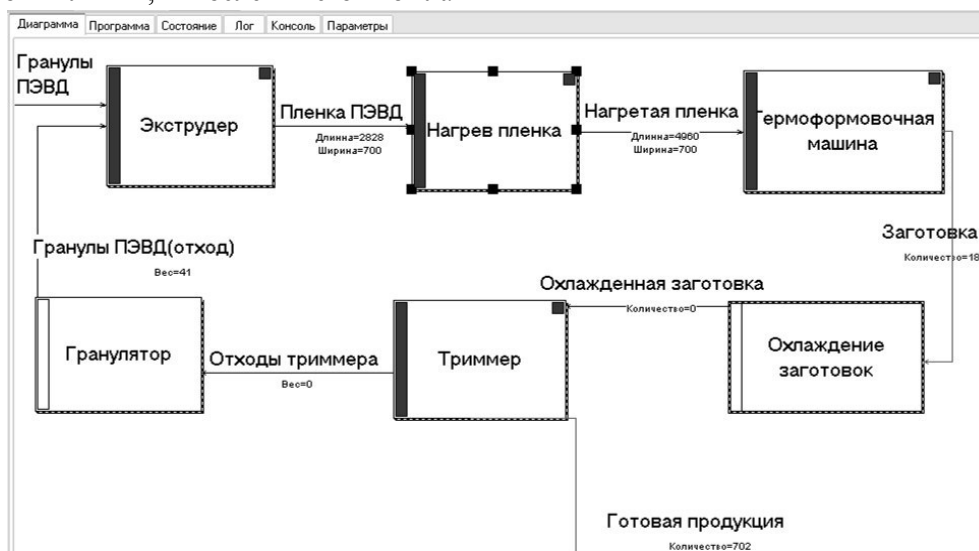 Диаграмма Программа Состояние Лог Консоль Параметры
Гранулы
ПЭВД
Экструдер
Пленка ПЭВД
Длинна=2828
Ширина=700
Нагрев пленка
Нагретая пленка
Длинна=4960
Ширина=700
Термоформовочная
машина
Заготовка
Количество=18
Гранулы ПЭВД(отход)
Вес=41
Охлажденная заготовка
Количество=0
Гранулятор
Отходы триммера
Вес=0
Триммер
Охлаждение
заготовок
Готовая продукция
Количество=702